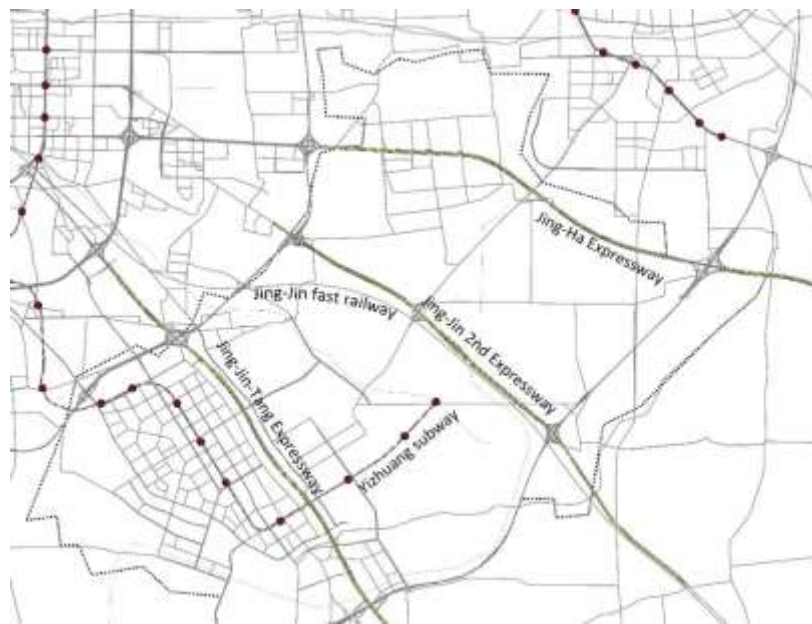 Jing-Ha Expressway
Jing-Jin fast railway
Jing-Jin 2nd Expressway
Jing-Jin-Tang Expressway
Yizhuang subway